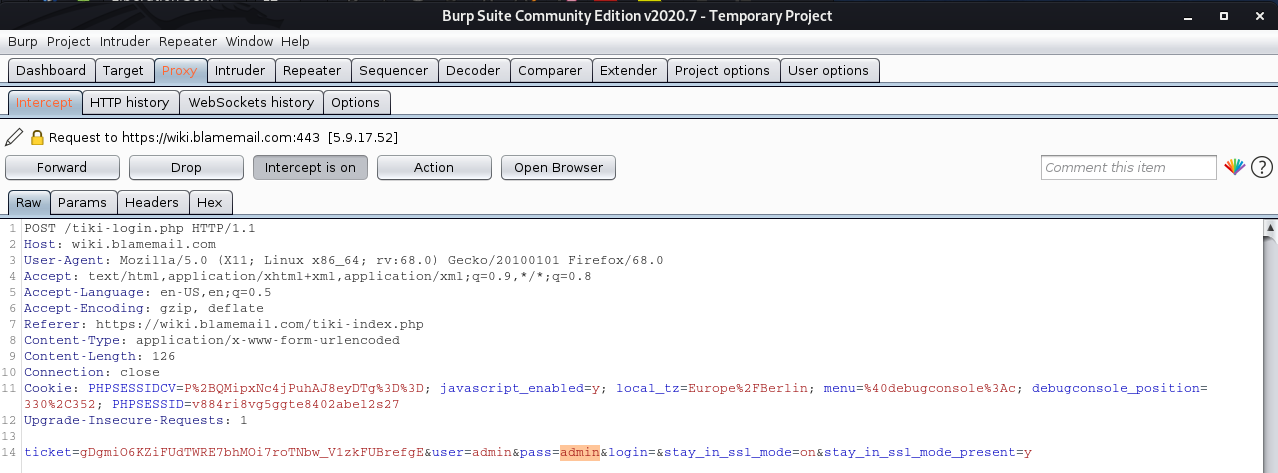 Burp Suite Community Edition v2020.7 - Temporary Project
Burp Project Intruder Repeater Window Help
Dashboard Target Proxy Intruder Repeater Sequencer Decoder Comparer Extender Project options User options
Intercept HTTP history WebSockets history Options
Request to https://wiki.blamemail.com:443 [5.9.17.52]
Forward Drop Intercept is on Action Open Browser Comment this item ?
Raw Params Headers Hex
1 POST /tiki-login.php HTTP/1.1
2 Host: wiki.blamemail.com
3 User-Agent: Mozilla/5.0 (X11; Linux x86_64; rv:68.0) Gecko/20100101 Firefox/68.0
4 Accept: text/html,application/xhtml+xml,application/xml;q=0.9,*/*;q=0.8
5 Accept-Language: en-US,en;q=0.5
6 Accept-Encoding: gzip, deflate
7 Referer: https://wiki.blamemail.com/tiki-index.php
8 Content-Type: application/x-www-form-urlencoded
9 Content-Length: 126
10 Connection: close
11 Cookie: PHPSESSIDCV=P%2BQMipxNc4jPuhAJ8eyDTg%3D%3D; javascript_enabled=y; local_tz=Europe%2FBerlin; menu=%40debugconsole%3Ac; debugconsole_position=
330%2C352; PHPSESSID=v884ri8vg5ggte8402abel2s27
12 Upgrade-Insecure-Requests: 1
13
14 ticket=gDgmiO6KZiFUdTWRE7bhMOi7roTNbw_V1zkFUBrefgE&user=admin&pass=admin&login=&stay_in_ssl_mode=on&stay_in_ssl_mode_present=y